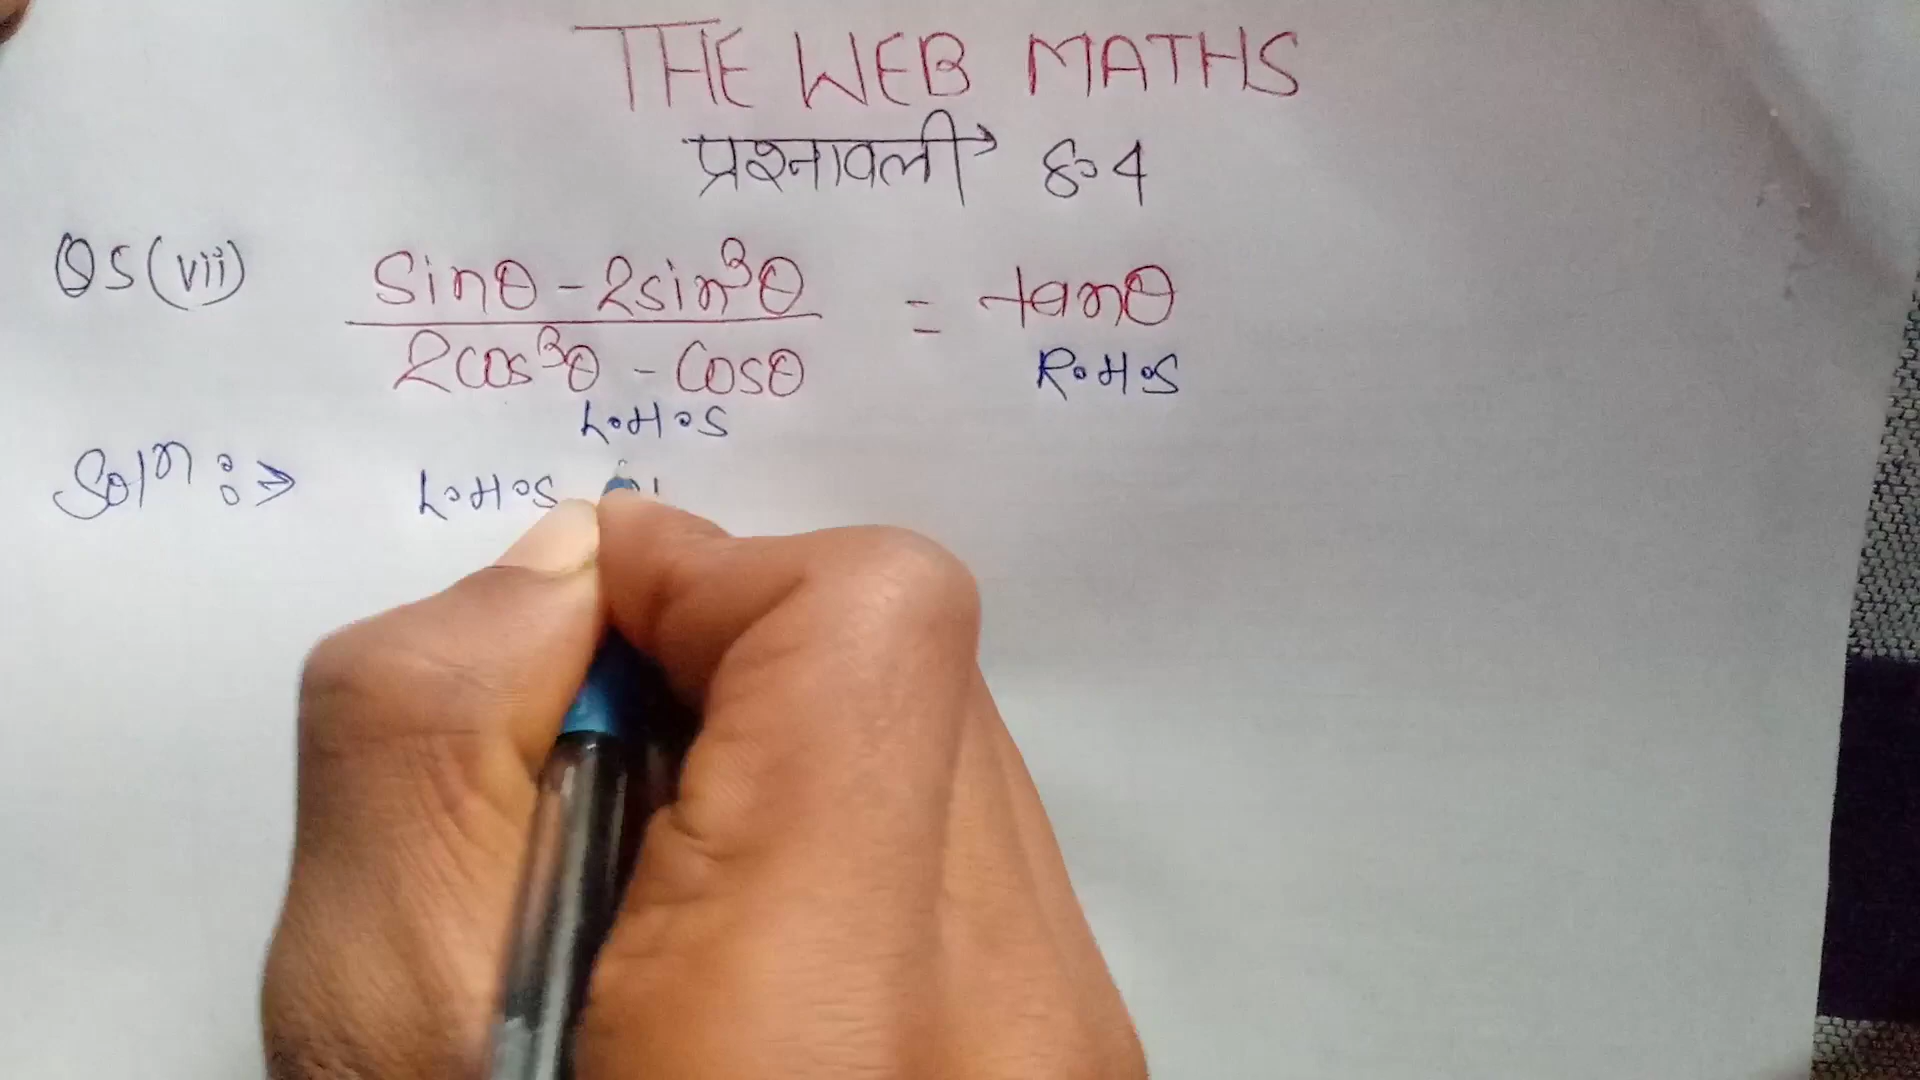 THE WEB MATHS
प्रश्नावली → 8.4
Q5(vii) sinθ - 2sin³θ / 2cos³θ - cosθ = tanθ
L.H.S R.H.S
Solⁿ :→ L.H.S